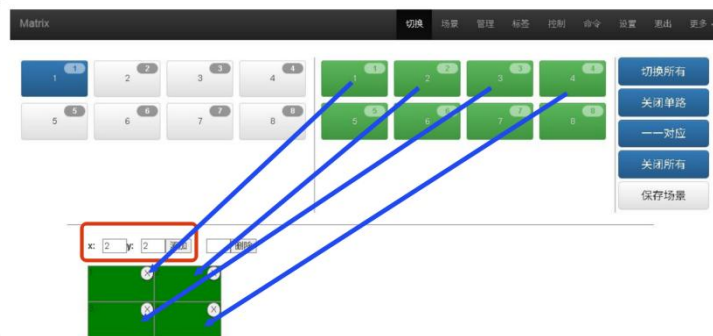 Matrix 切换 场景 管理 标签 控制 命令 设置 退出 更多
1 1 2 2 3 3 4 4 1 1 2 2 3 3 4 4 切换所有
关闭单路
5 5 6 6 7 7 8 8 5 5 6 6 7 7 8 8
一一对应
关闭所有
保存场景
x: 2 y: 2 添加 删除
X X
X X